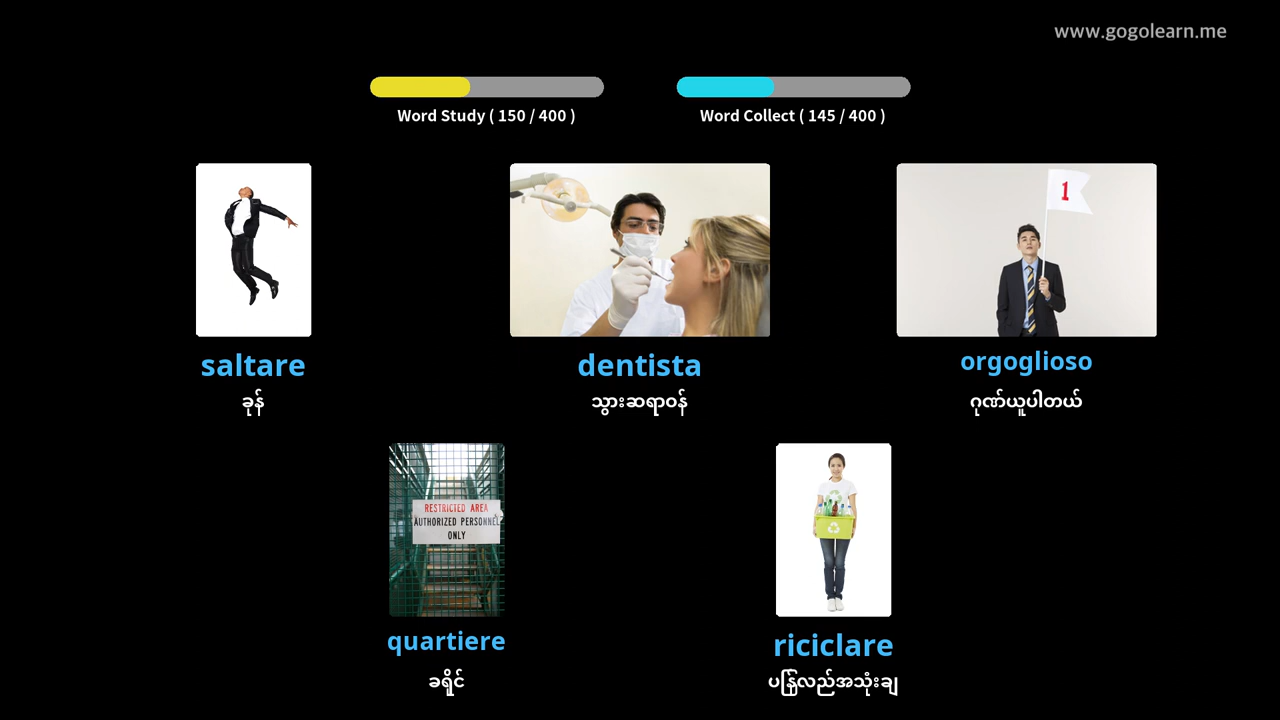 www.gogolearn.me
Word Study ( 150 / 400 )
Word Collect ( 145 / 400 )
1
saltare
ခုန်
dentista
သွားဆရာဝန်
orgoglioso
ဂုဏ်ယူပါတယ်
RESTRICTED AREA
AUTHORIZED PERSONNEL
ONLY
quartiere
ခရိုင်
riciclare
ပြန်လည်အသုံးချ